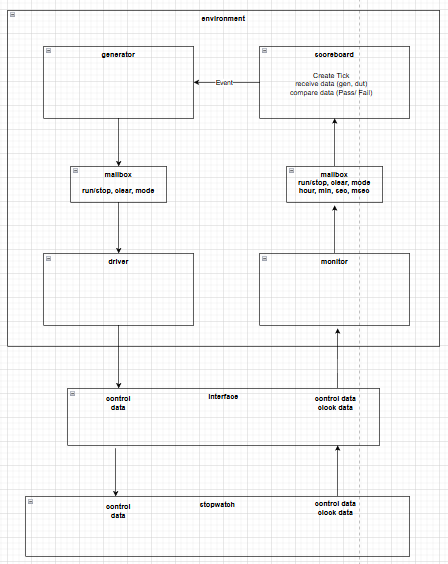 environment
generator
scoreboard
Create Tick
receive data (gen, dut)
compare data (Pass/ Fail)
Event
mailbox
run/stop, clear, mode
mailbox
run/stop, clear, mode
hour, min, sec, msec
driver
monitor
interface
control
data
control data
clock data
stopwatch
control
data
control data
clock data